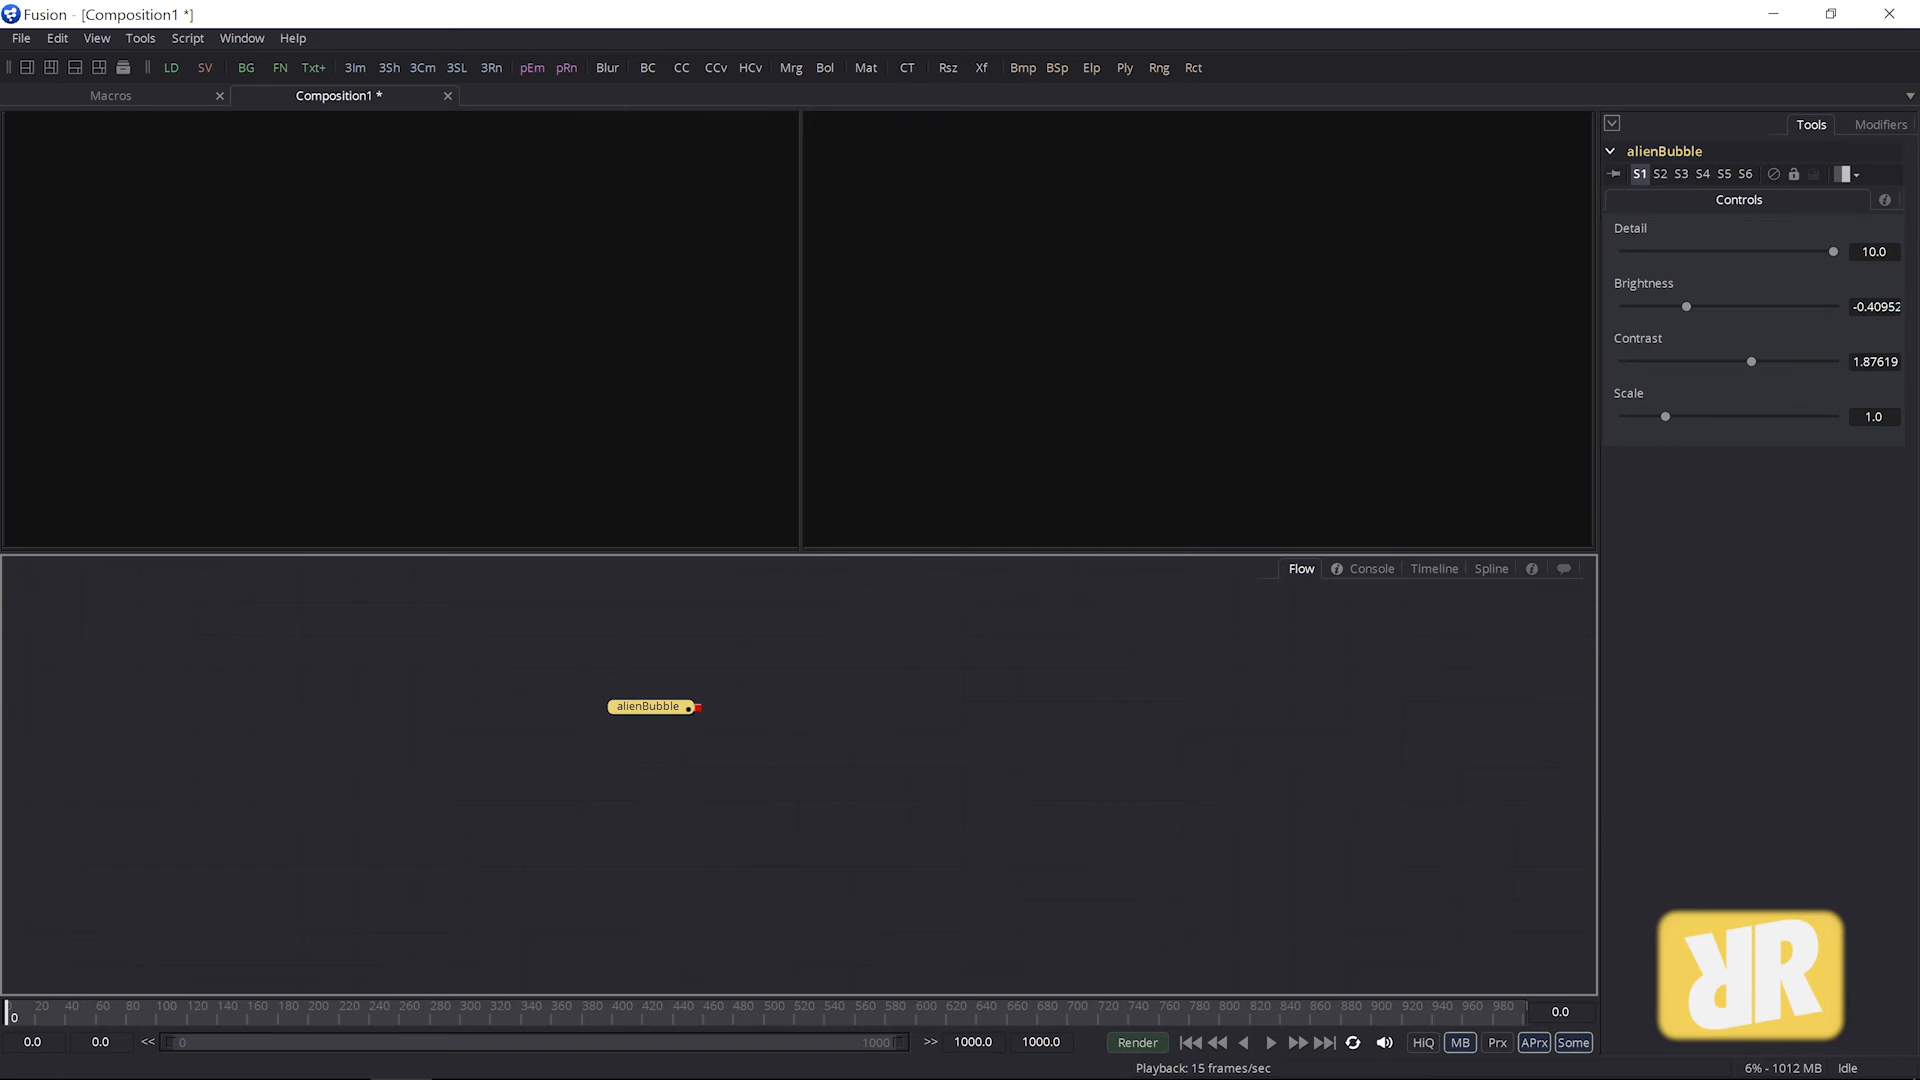 Fusion - [Composition1 *]
File Edit View Tools Script Window Help
LD SV BG FN Txt+ 3Im 3Sh 3Cm 3SL 3Rn pEm pRn Blur BC CC CCv HCv Mrg Bol Mat CT Rsz Xf Bmp BSp Elp Ply Rng Rct
Macros Composition1 *
Tools Modifiers
alienBubble
S1 S2 S3 S4 S5 S6
Controls
Detail
10.0
Brightness
-0.40952
Contrast
1.87619
Scale
1.0
Flow Console Timeline Spline
alienBubble
RR
0 20 40 60 80 100 120 140 160 180 200 220 240 260 280 300 320 340 360 380 400 420 440 460 480 500 520 540 560 580 600 620 640 660 680 700 720 740 760 780 800 820 840 860 880 900 920 940 960 980 0.0
0.0 0.0 << 0 1000 >> 1000.0 1000.0 Render HiQ MB Prx APrx Some
Playback: 15 frames/sec 6% - 1012 MB Idle